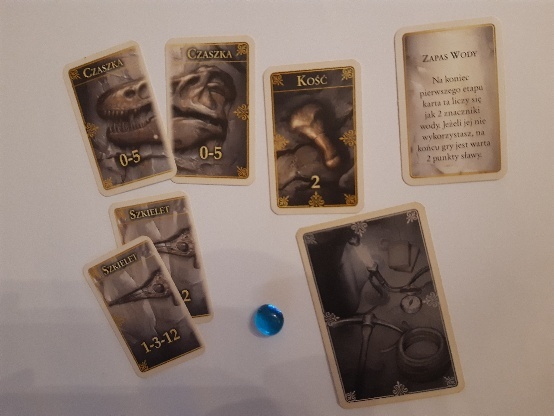 Czaszka
0-5
Czaszka
0-5
Kość
2
Zapas Wody
Na koniec
pierwszego etapu
karta ta liczy się
jak 2 znaczniki
wody. Jeżeli jej nie
wykorzystasz, na
końcu gry jest warta
2 punkty sławy.
Szkielet
2
Szkielet
1-3-12